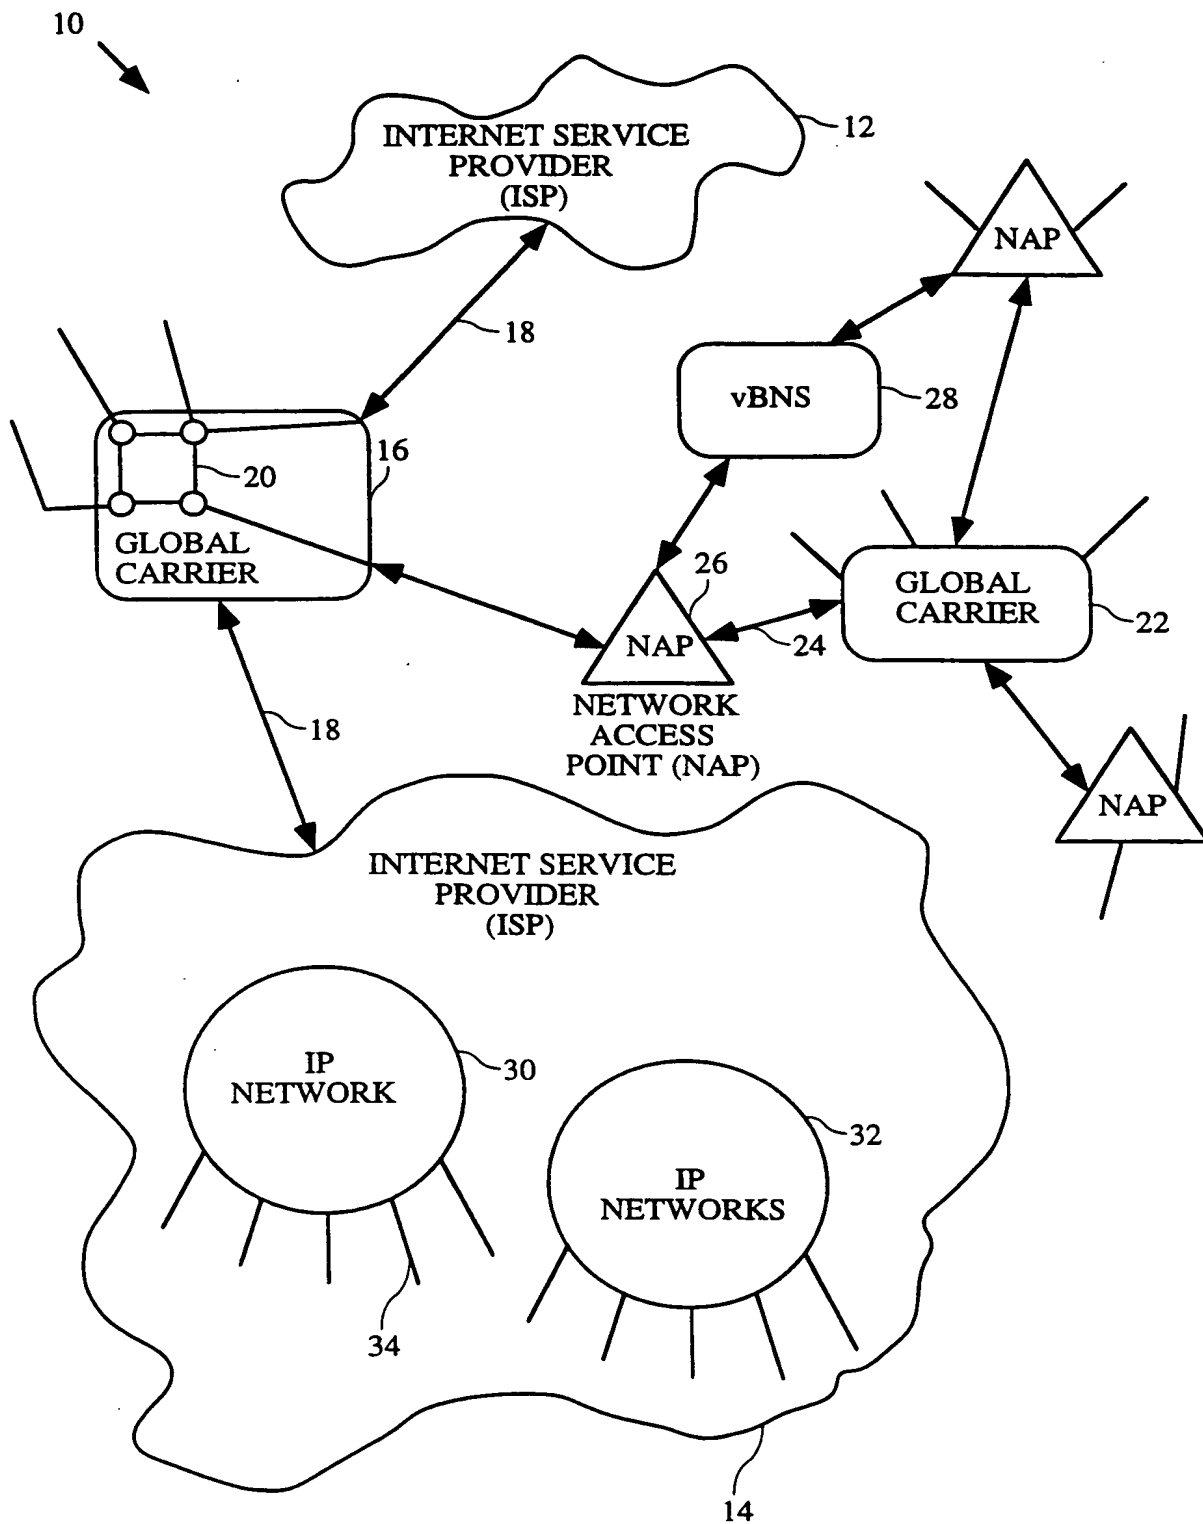 10
INTERNET SERVICE
PROVIDER
(ISP)
12
NAP
18
vBNS
28
16
20
GLOBAL
CARRIER
26
GLOBAL
CARRIER
22
24
NAP
NETWORK
ACCESS
POINT (NAP)
18
NAP
INTERNET SERVICE
PROVIDER
(ISP)
IP
NETWORK
30
32
IP
NETWORKS
34
14